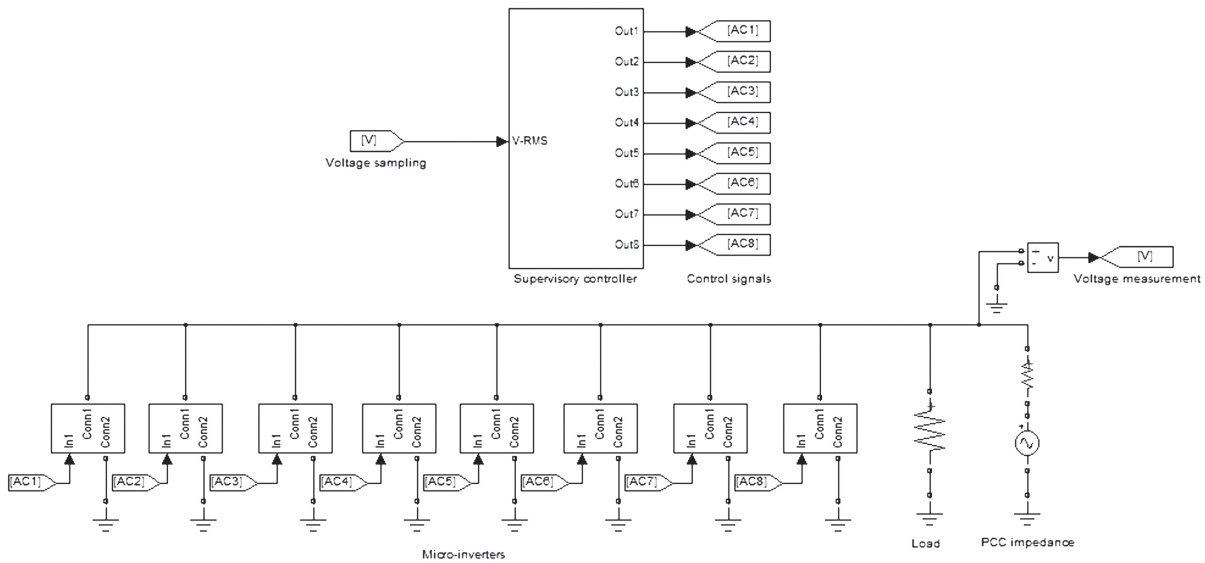 Out1
[AC1]
Out2
[AC2]
Out3
[AC3]
Out4
[AC4]
[V]
V-RMS
Voltage sampling
Out5
[AC5]
Out6
[AC6]
Out7
[AC7]
Out8
[AC8]
Supervisory controller
Control signals
+
-
v
[V]
Voltage measurement
In1
Conn1
Conn2
In1
Conn1
Conn2
In1
Conn1
Conn2
In1
Conn1
Conn2
In1
Conn1
Conn2
In1
Conn1
Conn2
In1
Conn1
Conn2
In1
Conn1
Conn2
+
+
+
[AC1]
[AC2]
[AC3]
[AC4]
[AC5]
[AC6]
[AC7]
[AC8]
Load
PCC impedance
Micro-inverters